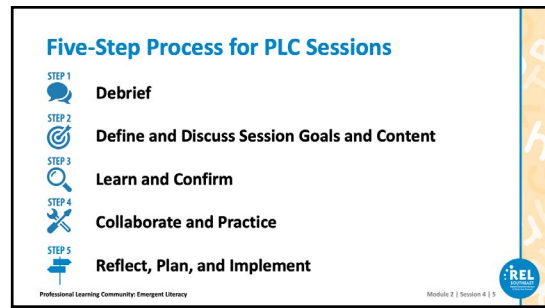 Five-Step Process for PLC Sessions
STEP 1
Debrief
STEP 2
Define and Discuss Session Goals and Content
STEP 3
Learn and Confirm
STEP 4
Collaborate and Practice
STEP 5
Reflect, Plan, and Implement
Professional Learning Community: Emergent Literacy
Module 2 | Session 4 | 5
REL
SOUTHEAST